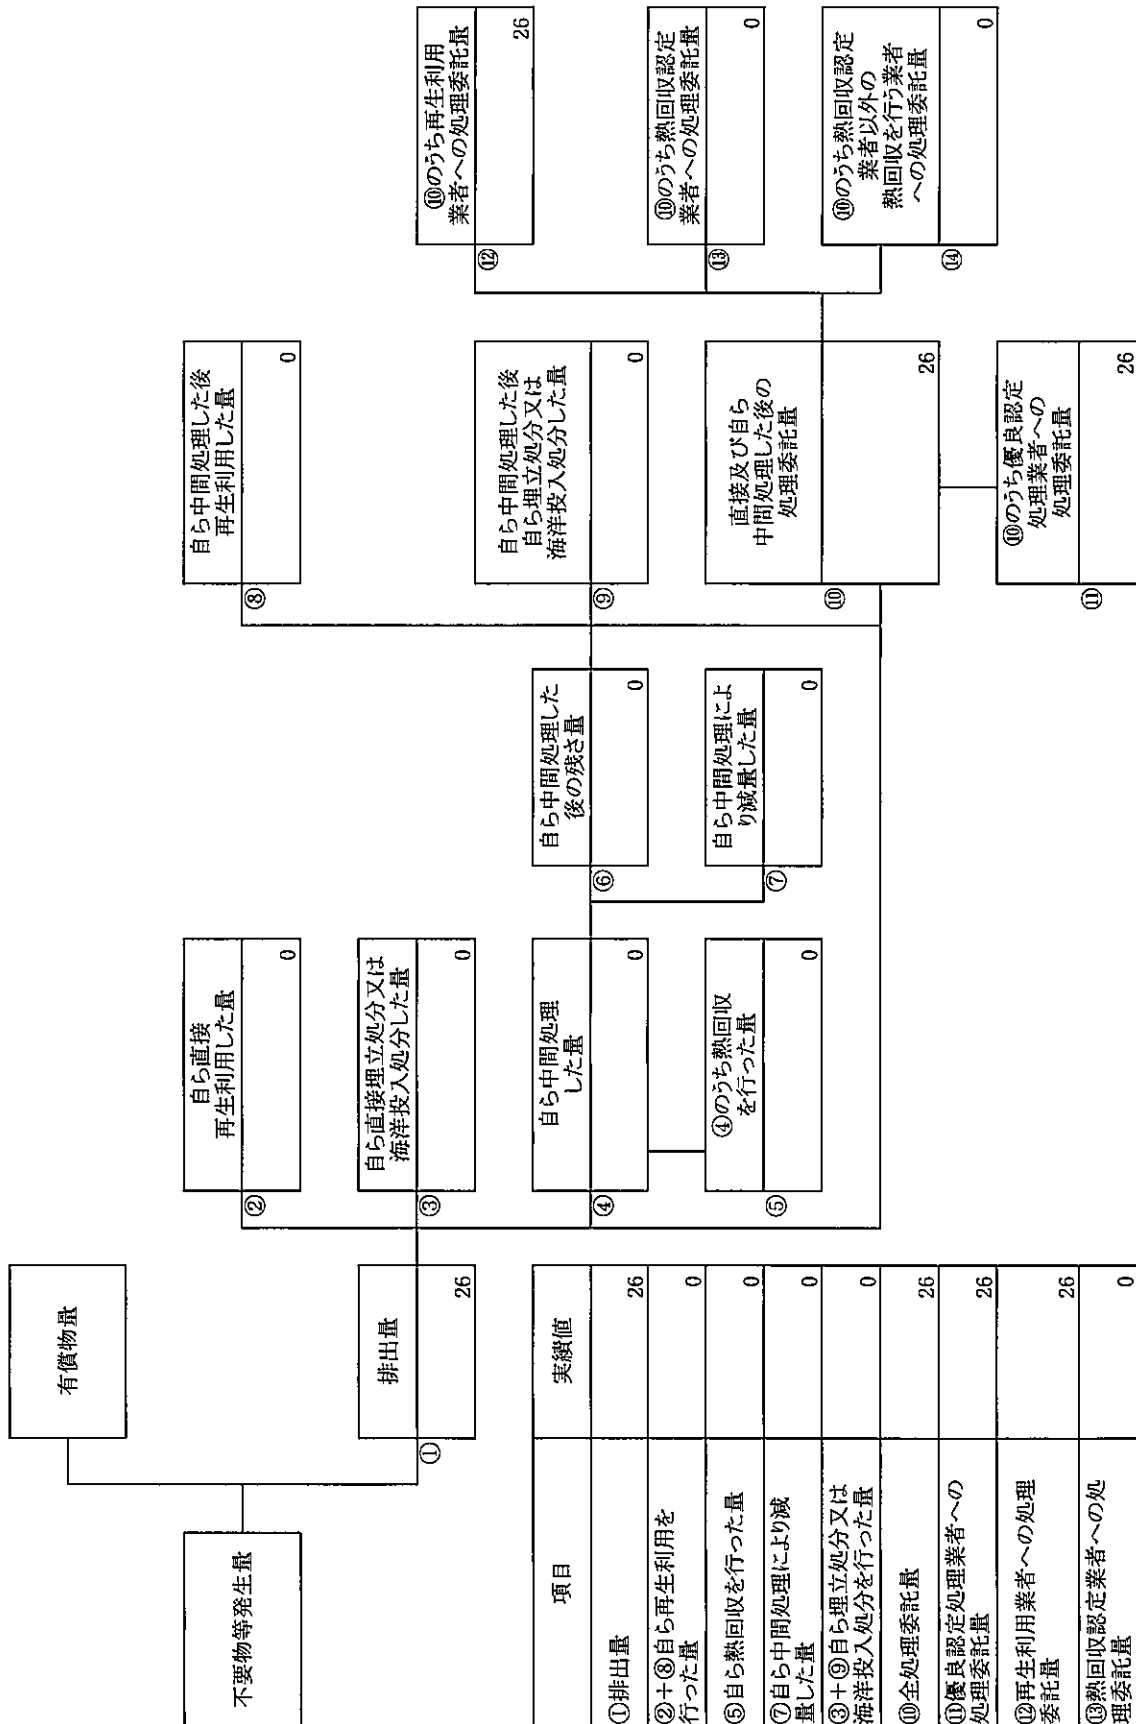 有償物量
不要物等発生量
排出量
①
26
自ら直接
再生利用した量
②
0
自ら直接埋立処分又は
海洋投入処分した量
③
0
自ら中間処理
した量
④
0
④のうち熱回収
を行った量
⑤
0
自ら中間処理した
後の残さ量
⑥
0
自ら中間処理によ
り減量した量
⑦
0
自ら中間処理した後
再生利用した量
⑧
0
自ら中間処理した後
自ら埋立処分又は
海洋投入処分した量
⑨
0
直接及び自ら
中間処理した後の
処理委託量
⑩
26
⑩のうち優良認定
処理業者への
処理委託量
⑪
26
⑩のうち再生利用
業者への処理委託量
⑫
26
⑩のうち熱回収認定
業者への処理委託量
⑬
0
⑩のうち熱回収認定
業者以外の
熱回収を行う業者
への処理委託量
⑭
0
項目 実績値
①排出量 26
②+⑧自ら再生利用を
行った量 0
⑤自ら熱回収を行った量 0
⑦自ら中間処理により減
量した量 0
③+⑨自ら埋立処分又は
海洋投入処分を行った量 0
⑩全処理委託量 26
⑪優良認定処理業者への
処理委託量 26
⑫再生利用業者への処理
委託量 26
⑬熱回収認定業者への処
理委託量 0